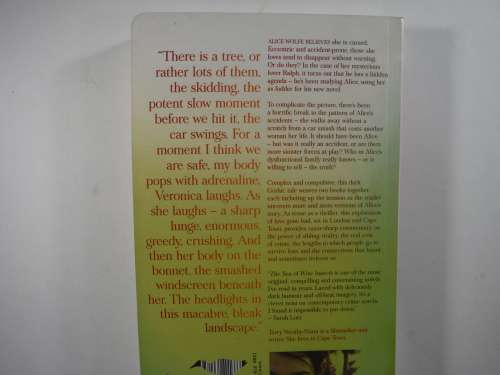 "There is a tree, or
rather lots of them,
the skidding, the
potent slow moment
before we hit it, the
car swings. For a
moment I think we
are safe, my body
pops with adrenaline,
Veronica laughs. As
she laughs – a sharp
lunge, enormous,
greedy, crushing. And
then her body on the
bonnet, the smashed
windscreen beneath
her. The headlights in
this macabre, bleak
landscape."
ALICE WOLFE BELIEVES she is cursed.
Eccentric and accident-prone, those she
loves tend to disappear without warning.
Or do they? In the case of her mysterious
lover Ralph, it turns out that he has a hidden
agenda – he's been studying Alice, using her
as fodder for his new novel.
To complicate the picture, there's been
a horrific break in the pattern of Alice's
accidents – she walks away without a
scratch from a car smash that costs another
woman her life. It should have been Alice
– but was it really an accident, or are there
more sinister forces at play? Who in Alice's
dysfunctional family really knows – or is
willing to tell – the truth?
Complex and compulsive, this dark
Gothic tale weaves two books together,
each ratcheting up the tension as the reader
uncovers more and more versions of Alice's
story. As tense as a thriller, this exploration
of love gone bad, set in London and Cape
Town, provides razor-sharp commentary on
the power of sibling rivalry, the real cost
of crime, the lengths to which people go to
survive loss and the connections that haunt
and sometimes redeem us.
"The Sea of Wise Insects is one of the most
original, compelling and entertaining novels
I've read in years. Laced with deliciously
dark humour and offbeat imagery, it's a
clever twist on contemporary crime novels.
I found it impossible to put down."
– Sarah Lotz
Terry
is a filmmaker and
writer. She lives in Cape Town.